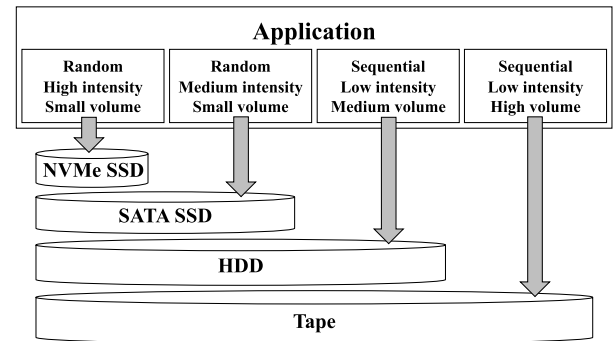 Application
Random
High intensity
Small volume
Random
Medium intensity
Small volume
Sequential
Low intensity
Medium volume
Sequential
Low intensity
High volume
NVMe SSD
SATA SSD
HDD
Tape